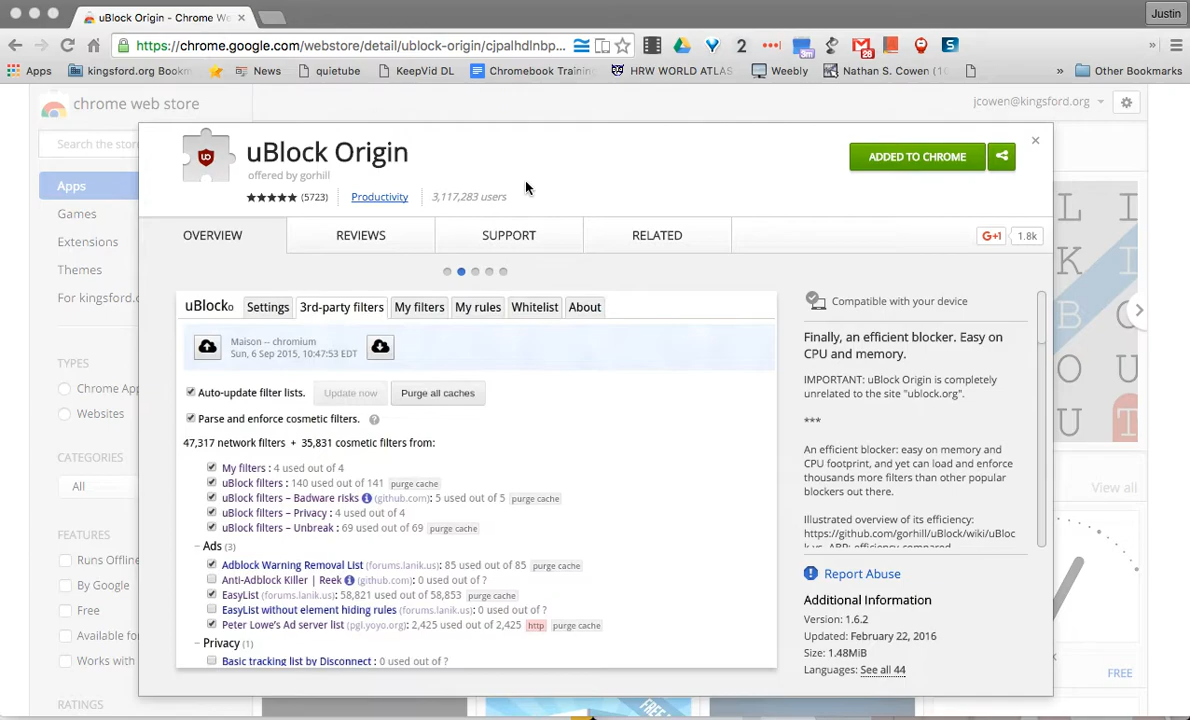 uBlock Origin - Chrome We
Justin
https://chrome.google.com/webstore/detail/ublock-origin/cjpalhdlnbp...
2
3m
28
S
Apps
kingsford.org Bookm
News
quietube
KeepVid DL
Chromebook Training
HRW WORLD ATLAS
Weebly
Nathan S. Cowen (10
»
Other Bookmarks
chrome web store
jcowen@kingsford.org
Search the store
Apps
Games
Extensions
Themes
For kingsford.o
TYPES
Chrome App
Websites
CATEGORIES
All
FEATURES
Runs Offline
By Google
Free
Available fo
Works with
RATINGS
uBlock Origin
offered by gorhill
(5723)
Productivity
3,117,283 users
ADDED TO CHROME
OVERVIEW
REVIEWS
SUPPORT
RELATED
G+1
1.8k
uBlock₀
Settings
3rd-party filters
My filters
My rules
Whitelist
About
Maison -- chromium
Sun, 6 Sep 2015, 10:47:53 EDT
Auto-update filter lists.
Update now
Purge all caches
Parse and enforce cosmetic filters.
?
47,317 network filters + 35,831 cosmetic filters from:
My filters : 4 used out of 4
uBlock filters : 140 used out of 141 purge cache
uBlock filters – Badware risks (github.com): 5 used out of 5 purge cache
uBlock filters – Privacy : 4 used out of 4
uBlock filters – Unbreak : 69 used out of 69 purge cache
– Ads (3)
Adblock Warning Removal List (forums.lanik.us): 85 used out of 85 purge cache
Anti-Adblock Killer | Reek (github.com): 0 used out of ?
EasyList (forums.lanik.us): 58,821 used out of 58,853 purge cache
EasyList without element hiding rules (forums.lanik.us): 0 used out of ?
Peter Lowe's Ad server list (pgl.yoyo.org): 2,425 used out of 2,425 http purge cache
– Privacy (1)
Basic tracking list by Disconnect : 0 used out of ?
Compatible with your device
Finally, an efficient blocker. Easy on
CPU and memory.
IMPORTANT: uBlock Origin is completely
unrelated to the site "ublock.org".
***
An efficient blocker: easy on memory and
CPU footprint, and yet can load and enforce
thousands more filters than other popular
blockers out there.
Illustrated overview of its efficiency:
https://github.com/gorhill/uBloc
k
Report Abuse
Additional Information
Version: 1.6.2
Updated: February 22, 2016
Size: 1.48MiB
Languages: See all 44
View all
FREE
FREE